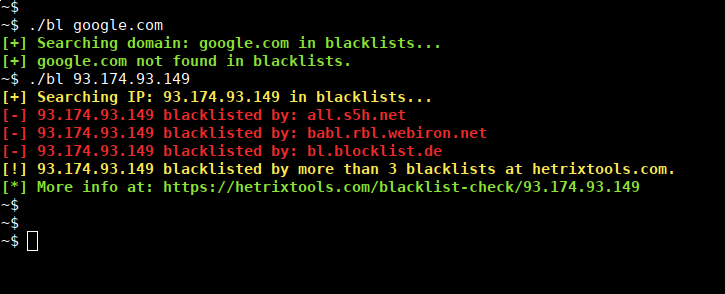 ~$
~$ ./bl google.com
[+] Searching domain: google.com in blacklists...
[+] google.com not found in blacklists.
~$ ./bl 93.174.93.149
[+] Searching IP: 93.174.93.149 in blacklists...
[-] 93.174.93.149 blacklisted by: all.s5h.net
[-] 93.174.93.149 blacklisted by: babl.rbl.webiron.net
[-] 93.174.93.149 blacklisted by: bl.blocklist.de
[!] 93.174.93.149 blacklisted by more than 3 blacklists at hetrixtools.com.
[*] More info at: https://hetrixtools.com/blacklist-check/93.174.93.149
~$
~$
~$